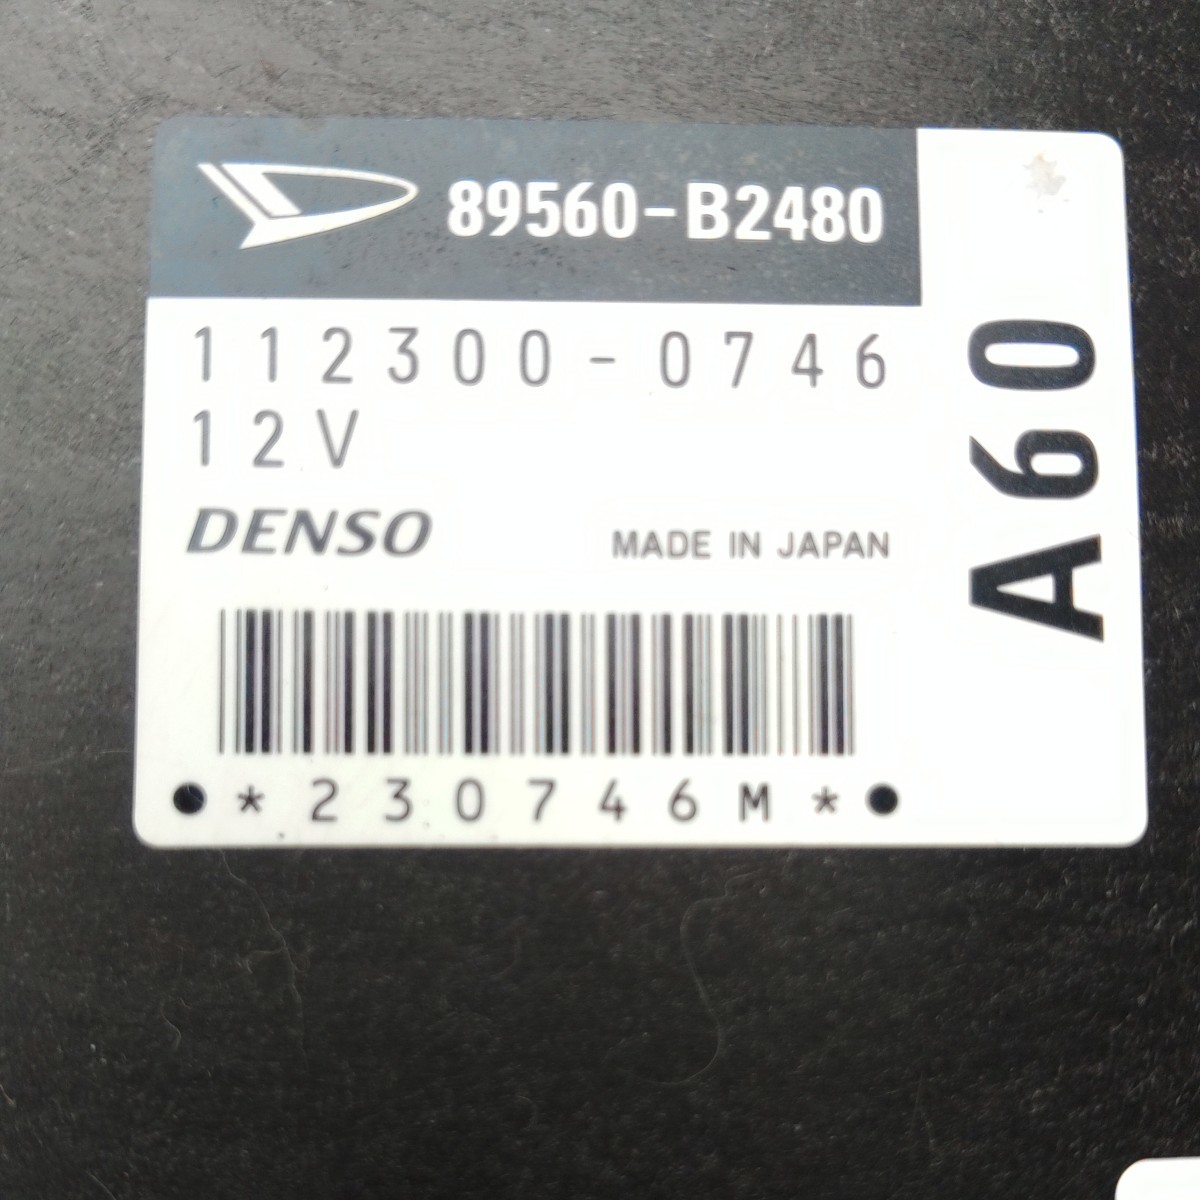 89560-B2480
112300-0746
12V
DENSO
MADE IN JAPAN
*230746M*
A60